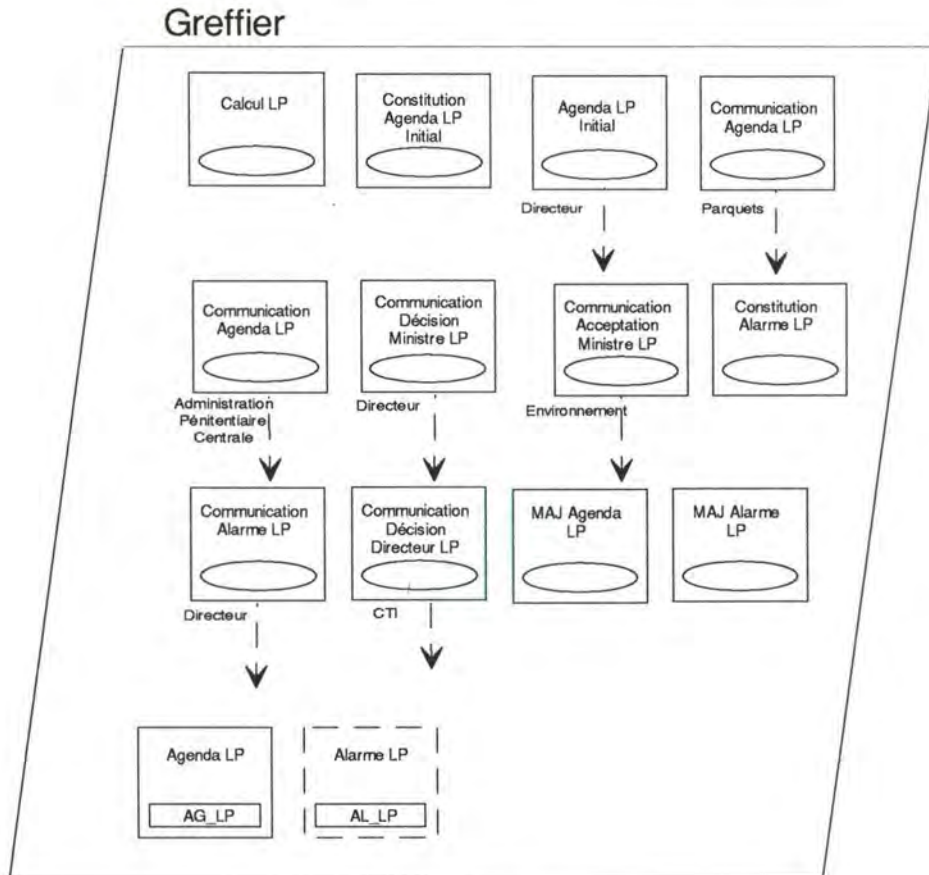 Greffier
Calcul LP
Constitution
Agenda LP
Initial
Agenda LP
Initial
Communication
Agenda LP
Directeur
Parquets
Communication
Agenda LP
Communication
Décision
Ministre LP
Communication
Acceptation
Ministre LP
Constitution
Alarme LP
Administration
Pénitentiaire
Centrale
Directeur
Environnement
Communication
Alarme LP
Communication
Décision
Directeur LP
MAJ Agenda
LP
MAJ Alarme
LP
Directeur
CTI
Agenda LP
AG_LP
Alarme LP
AL_LP